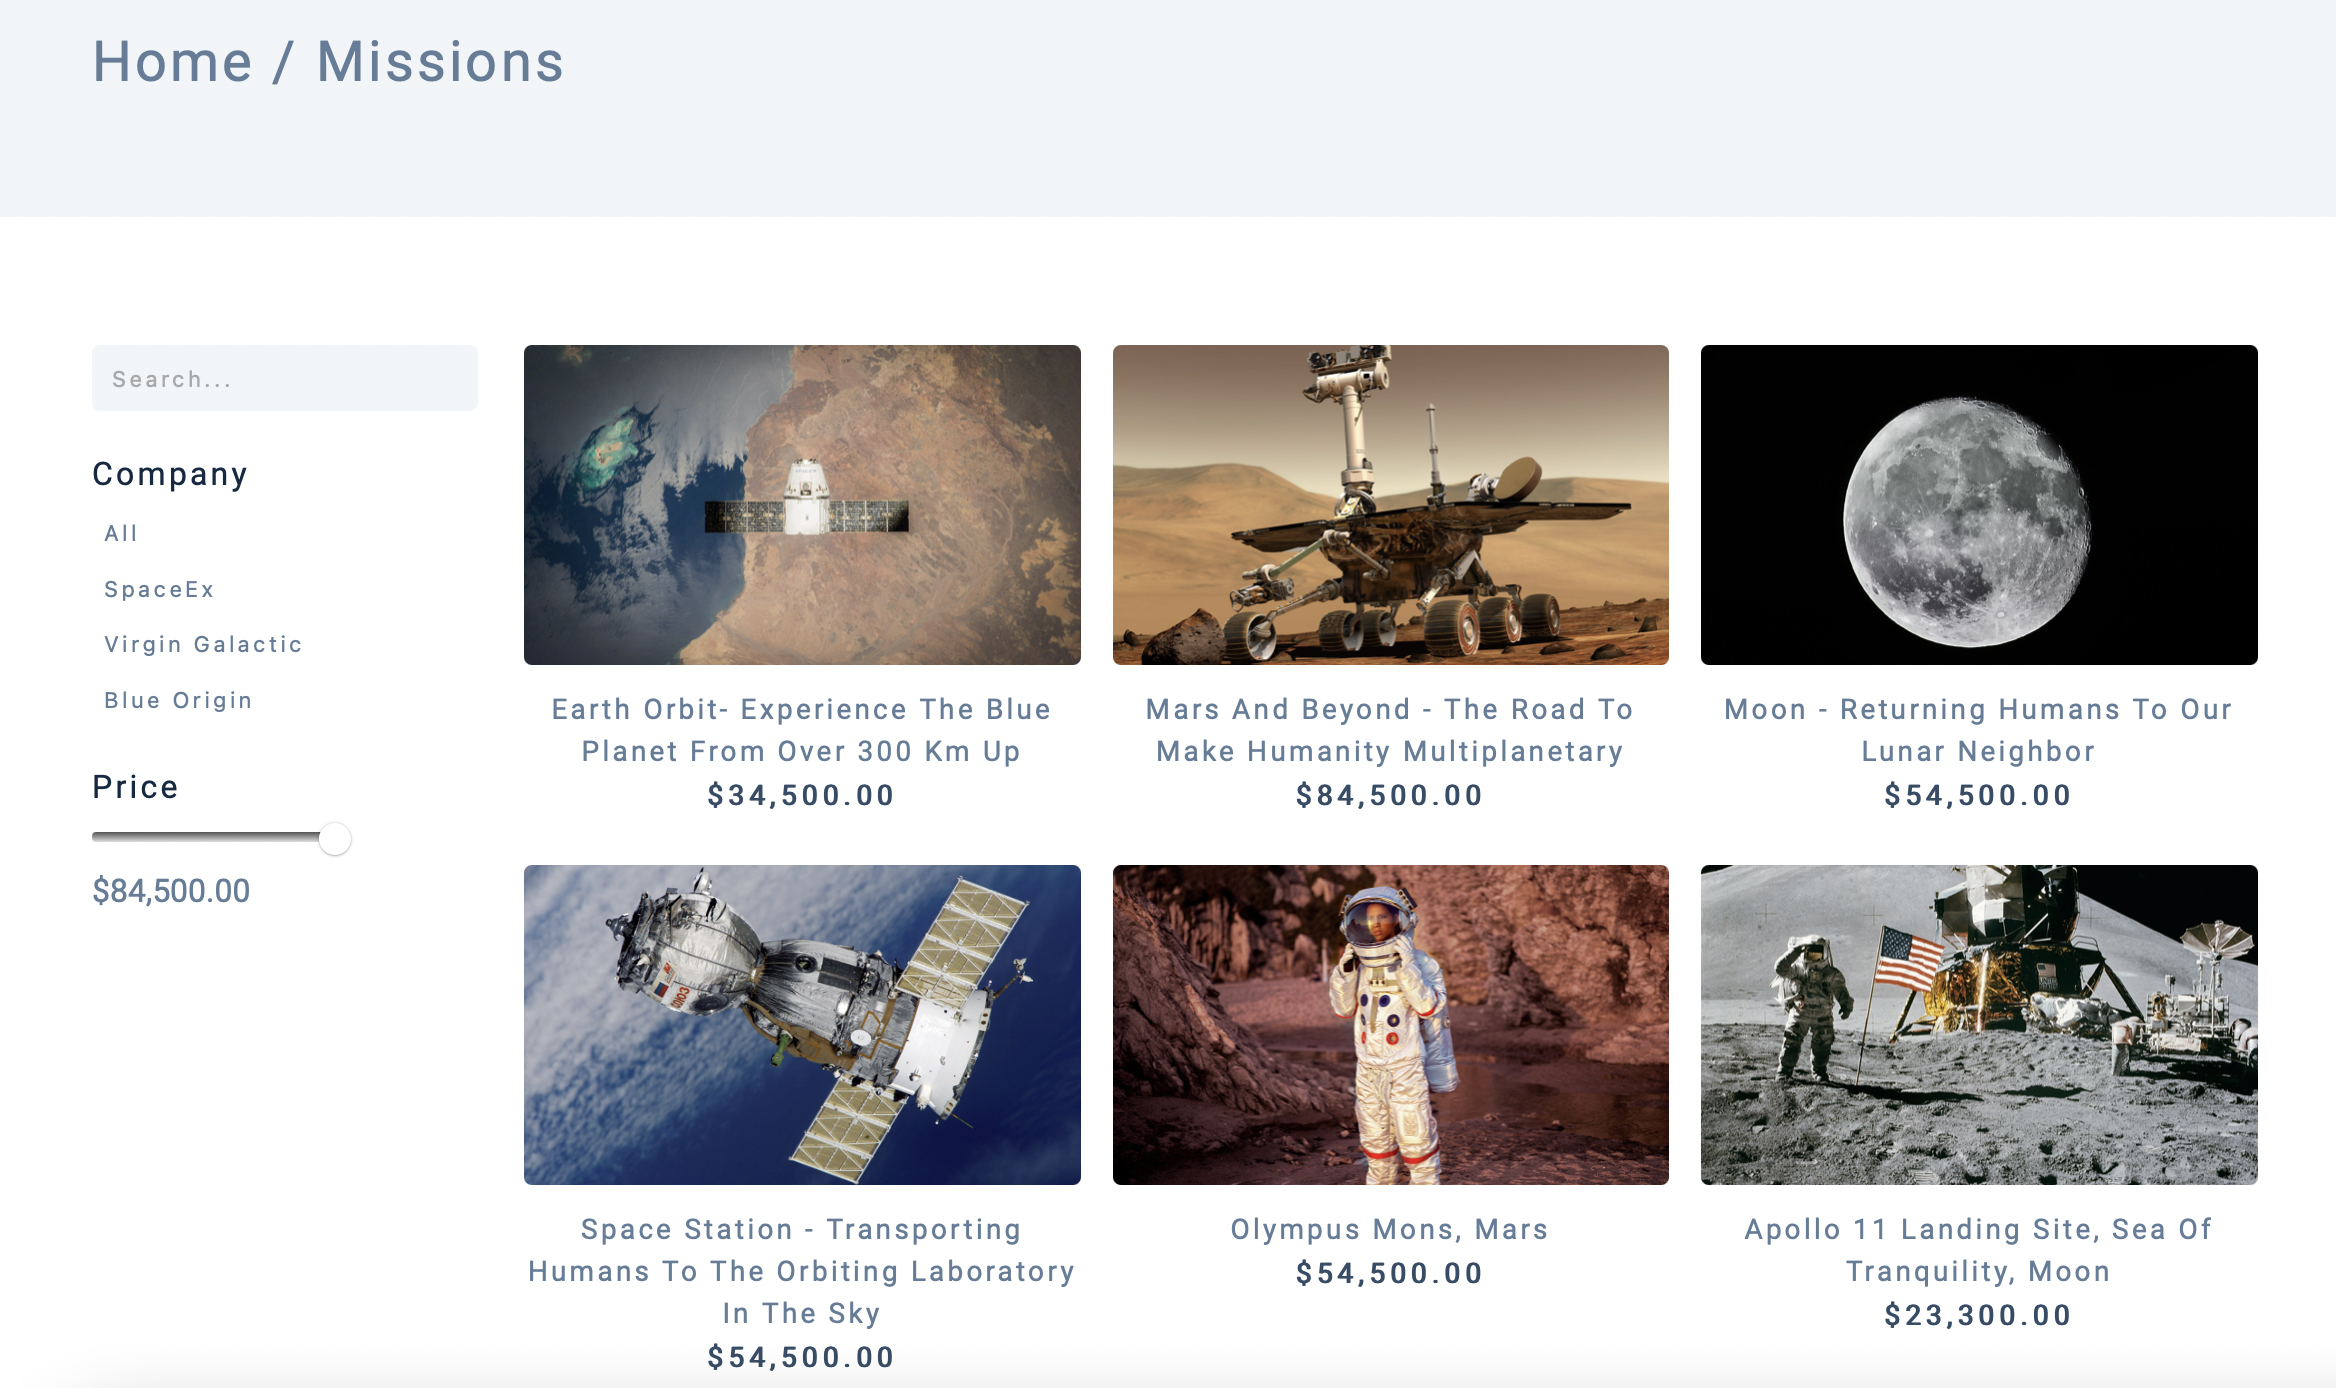 Home / Missions
Search...
Company
All
SpaceEx
Virgin Galactic
Blue Origin
Price
$84,500.00
Earth Orbit- Experience The Blue
Planet From Over 300 Km Up
$34,500.00
Mars And Beyond - The Road To
Make Humanity Multiplanetary
$84,500.00
Moon - Returning Humans To Our
Lunar Neighbor
$54,500.00
Space Station - Transporting
Humans To The Orbiting Laboratory
In The Sky
$54,500.00
Olympus Mons, Mars
$54,500.00
Apollo 11 Landing Site, Sea Of
Tranquility, Moon
$23,300.00